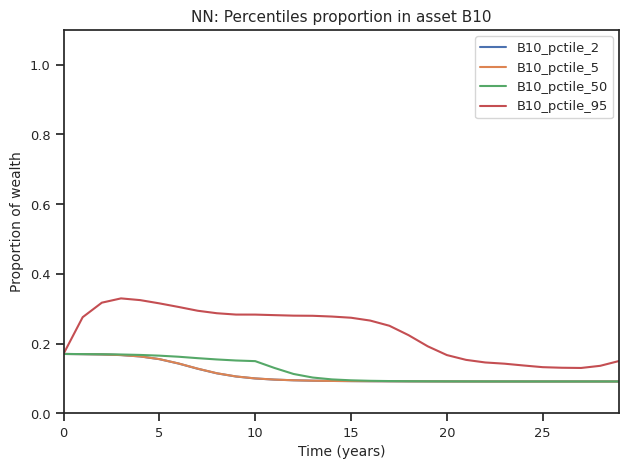 NN: Percentiles proportion in asset B10
B10_pctile_2
B10_pctile_5
B10_pctile_50
B10_pctile_95
Proportion of wealth
1.0
0.8
0.6
0.4
0.2
0.0
0 5 10 15 20 25
Time (years)